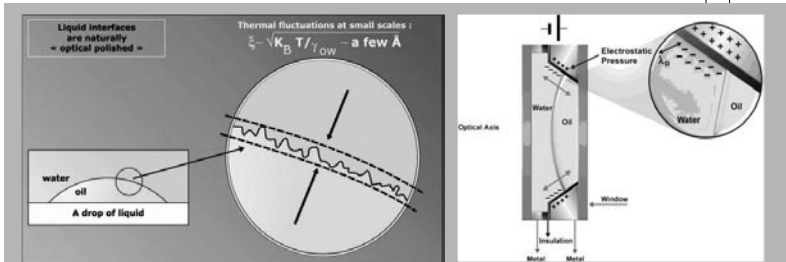 Liquid interfaces
are naturally
« optical polished »
Thermal fluctuations at small scales :
ξ~√K_B T/γ_ow ~ a few Å
water
oil
A drop of liquid
Electrostatic
Pressure
λ_D
Oil
Water
Water
Oil
Optical Axis
Window
Insulation
Metal
Metal